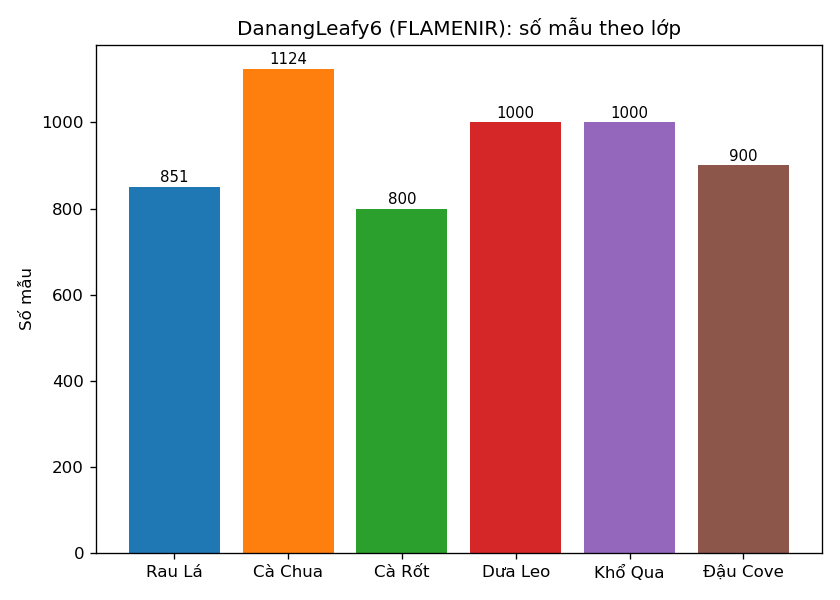 DanangLeafy6 (FLAMENIR): số mẫu theo lớp
Số mẫu
1000
800
600
400
200
0
851
1124
800
1000
1000
900
Rau Lá
Cà Chua
Cà Rốt
Dưa Leo
Khổ Qua
Đậu Cove